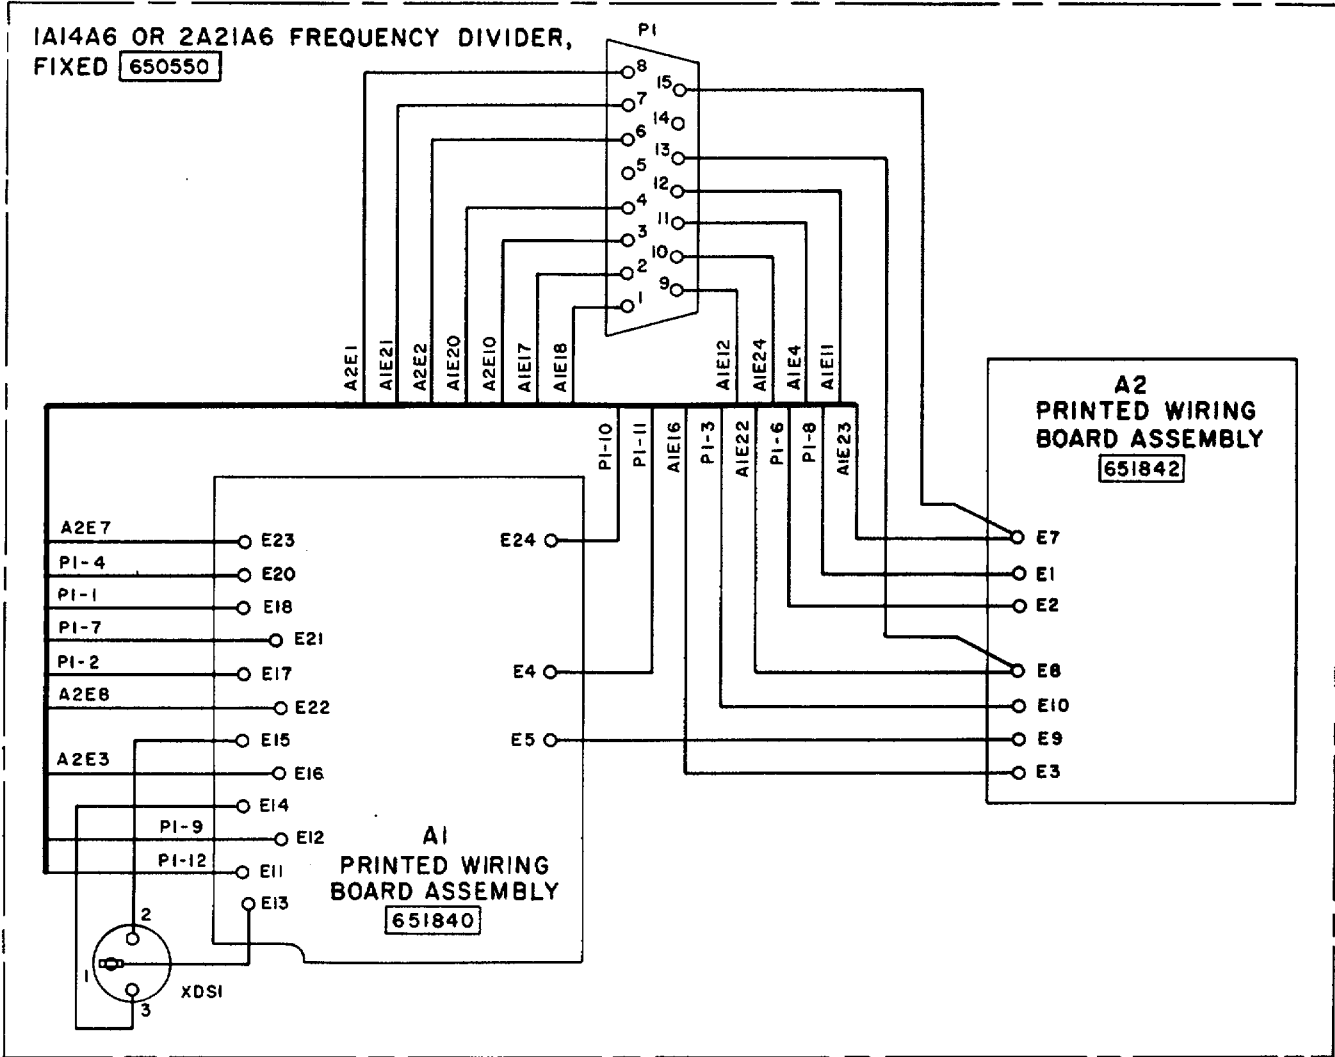 1A14A6 OR 2A21A6 FREQUENCY DIVIDER,
FIXED 650550
P1
8
7
6
5
4
3
2
1
15
14
13
12
11
10
9
A2E1
A1E21
A2E2
A1E20
A2E10
A1E17
A1E18
A1E12
A1E24
A1E4
A1E11
P1-10
P1-11
A1E16
P1-3
A1E22
P1-6
P1-8
A1E23
A2
PRINTED WIRING
BOARD ASSEMBLY
651842
E7
E1
E2
E8
E10
E9
E3
A2E7
P1-4
P1-1
P1-7
P1-2
A2E8
A2E3
P1-9
P1-12
E23
E20
E18
E21
E17
E22
E15
E16
E14
E12
E11
E13
E24
E4
E5
A1
PRINTED WIRING
BOARD ASSEMBLY
651840
2
1
3
XDS1